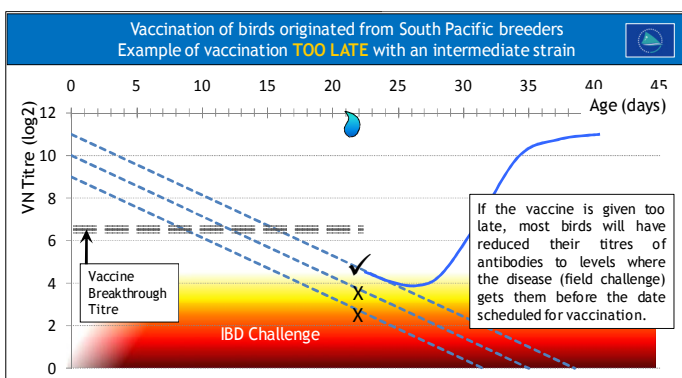 Vaccination of birds originated from South Pacific breeders
Example of vaccination TOO LATE with an intermediate strain
0 5 10 15 20 25 30 35 40 45
Age (days)
VN Titre (log2)
12
10
8
6
4
2
0
Vaccine
Breakthrough
Titre
✓
X
X
IBD Challenge
If the vaccine is given too
late, most birds will have
reduced their titres of
antibodies to levels where
the disease (field challenge)
gets them before the date
scheduled for vaccination.